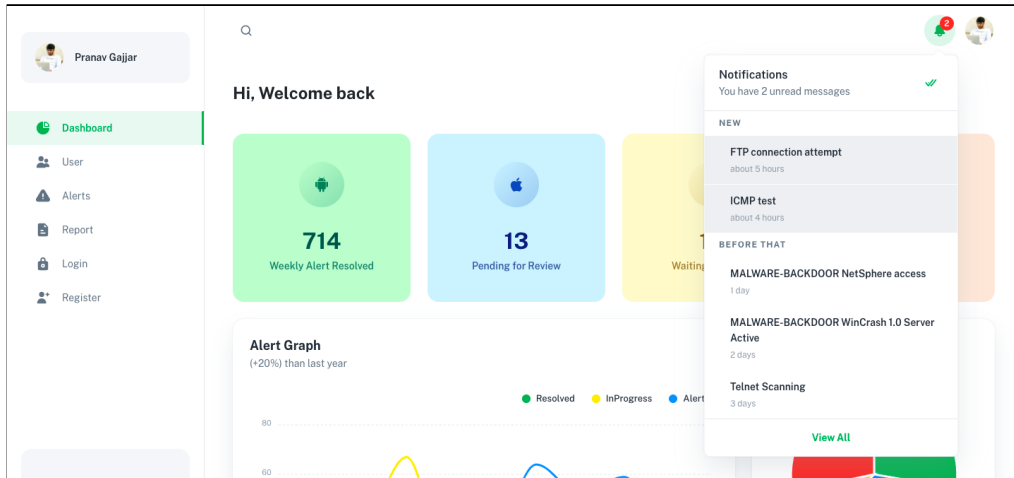 Pranav Gajjar
Dashboard
User
Alerts
Report
Login
Register
2
Hi, Welcome back
714
Weekly Alert Resolved
13
Pending for Review
Waiting
Notifications
You have 2 unread messages
NEW
FTP connection attempt
about 5 hours
ICMP test
about 4 hours
BEFORE THAT
MALWARE-BACKDOOR NetSphere access
1 day
MALWARE-BACKDOOR WinCrash 1.0 Server
Active
2 days
Telnet Scanning
3 days
View All
Alert Graph
(+20%) than last year
Resolved
InProgress
Alert
80
60